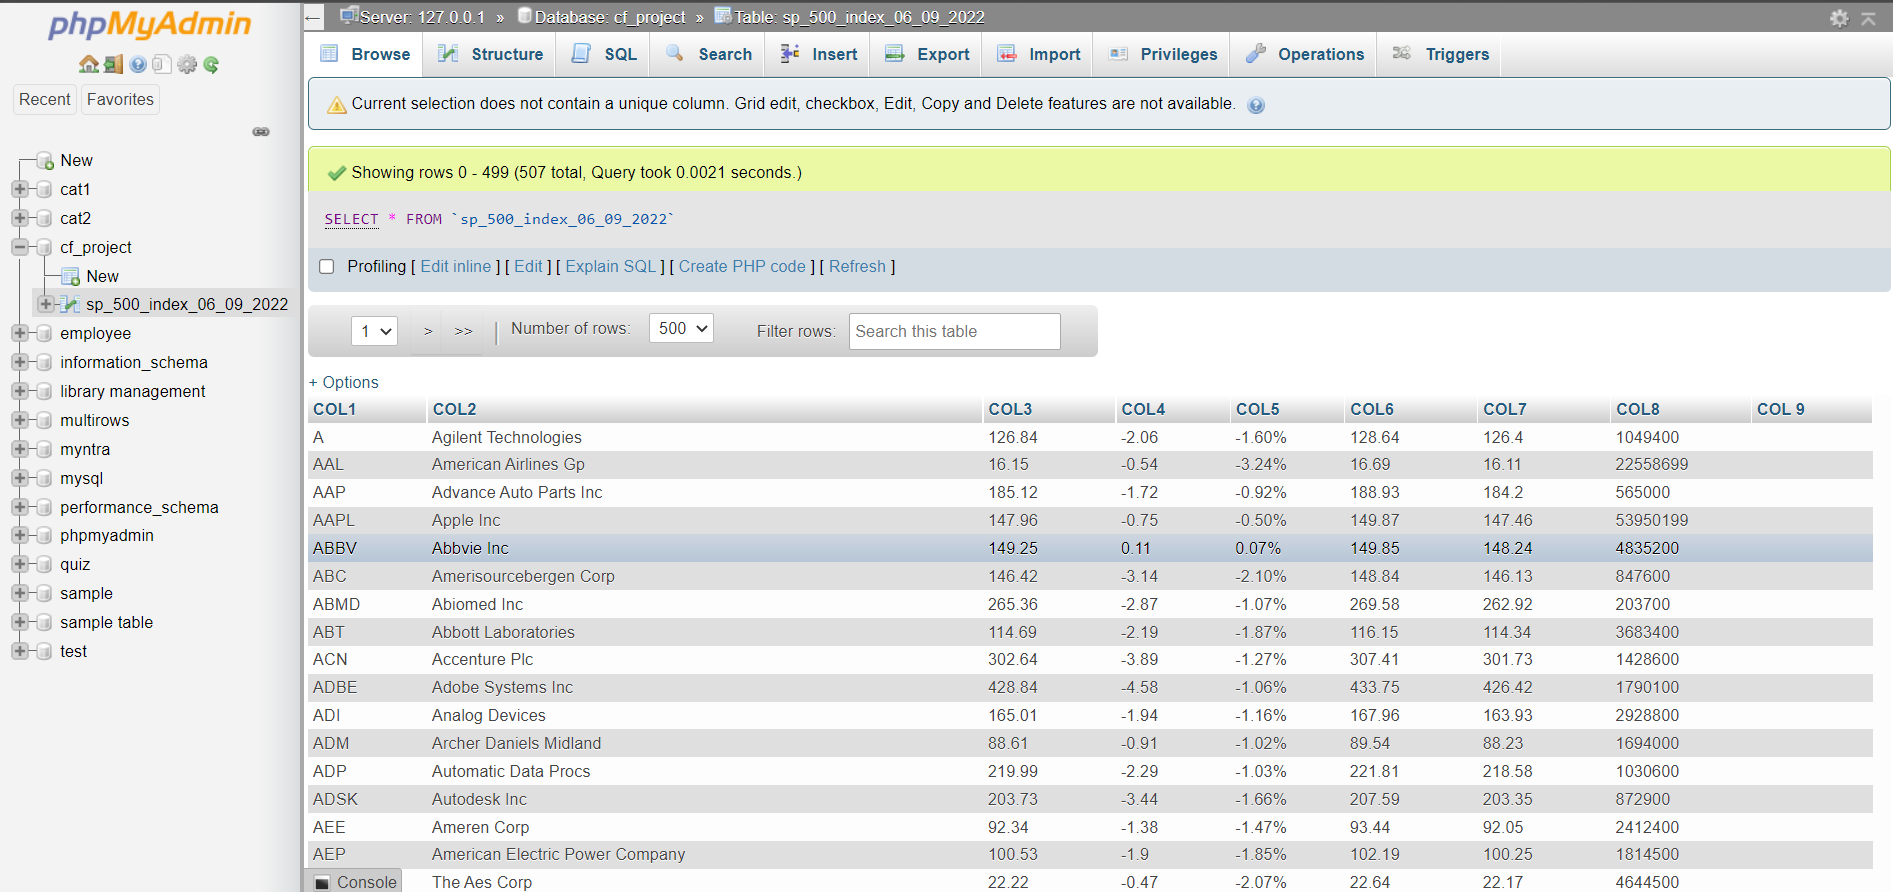 phpMyAdmin
Recent Favorites
New
cat1
cat2
cf_project
New
sp_500_index_06_09_2022
employee
information_schema
library management
multirows
myntra
mysql
performance_schema
phpmyadmin
quiz
sample
sample table
test
Server: 127.0.0.1 » Database: cf_project » Table: sp_500_index_06_09_2022
Browse Structure SQL Search Insert Export Import Privileges Operations Triggers
Current selection does not contain a unique column. Grid edit, checkbox, Edit, Copy and Delete features are not available.
Showing rows 0 - 499 (507 total, Query took 0.0021 seconds.)
SELECT * FROM `sp_500_index_06_09_2022`
Profiling [ Edit inline ] [ Edit ] [ Explain SQL ] [ Create PHP code ] [ Refresh ]
1 > >> | Number of rows: 500 Filter rows: Search this table
+ Options
COL1 COL2 COL3 COL4 COL5 COL6 COL7 COL8 COL 9
A Agilent Technologies 126.84 -2.06 -1.60% 128.64 126.4 1049400
AAL American Airlines Gp 16.15 -0.54 -3.24% 16.69 16.11 22558699
AAP Advance Auto Parts Inc 185.12 -1.72 -0.92% 188.93 184.2 565000
AAPL Apple Inc 147.96 -0.75 -0.50% 149.87 147.46 53950199
ABBV Abbvie Inc 149.25 0.11 0.07% 149.85 148.24 4835200
ABC Amerisourcebergen Corp 146.42 -3.14 -2.10% 148.84 146.13 847600
ABMD Abiomed Inc 265.36 -2.87 -1.07% 269.58 262.92 203700
ABT Abbott Laboratories 114.69 -2.19 -1.87% 116.15 114.34 3683400
ACN Accenture Plc 302.64 -3.89 -1.27% 307.41 301.73 1428600
ADBE Adobe Systems Inc 428.84 -4.58 -1.06% 433.75 426.42 1790100
ADI Analog Devices 165.01 -1.94 -1.16% 167.96 163.93 2928800
ADM Archer Daniels Midland 88.61 -0.91 -1.02% 89.54 88.23 1694000
ADP Automatic Data Procs 219.99 -2.29 -1.03% 221.81 218.58 1030600
ADSK Autodesk Inc 203.73 -3.44 -1.66% 207.59 203.35 872900
AEE Ameren Corp 92.34 -1.38 -1.47% 93.44 92.05 2412400
AEP American Electric Power Company 100.53 -1.9 -1.85% 102.19 100.25 1814500
Console The Aes Corp 22.22 -0.47 -2.07% 22.64 22.17 4644500